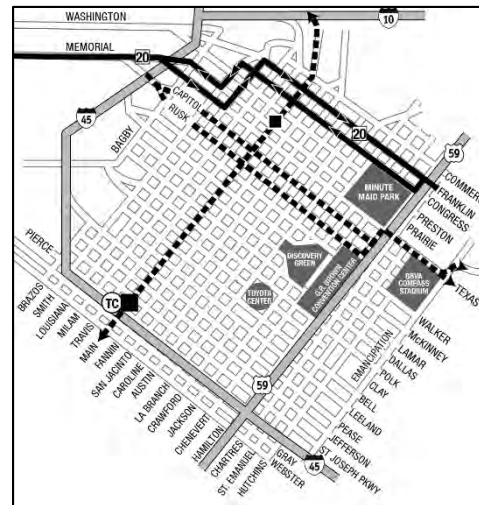 WASHINGTON
10
MEMORIAL
20
CAPITOL
RUSK
45
BAGBY
20
59
COMMERCE
FRANKLIN
CONGRESS
PRESTON
PRAIRIE
TEXAS
MINUTE
MAID PARK
DISCOVERY
GREEN
G.R. BROWN
CONVENTION CENTER
BBVA
COMPASS
STADIUM
TOYOTA
CENTER
PIERCE
TC
BRAZOS
SMITH
LOUISIANA
MILAM
TRAVIS
MAIN
FANNIN
SAN JACINTO
CAROLINE
AUSTIN
LA BRANCH
CRAWFORD
JACKSON
CHENEVERT
HAMILTON
59
CHARTRES
ST. EMANUEL
HUTCHINS
EMANCIPATION
WALKER
McKINNEY
LAMAR
DALLAS
POLK
CLAY
BELL
LEELAND
PEASE
JEFFERSON
ST. JOSEPH PKWY
GRAY
WEBSTER
45